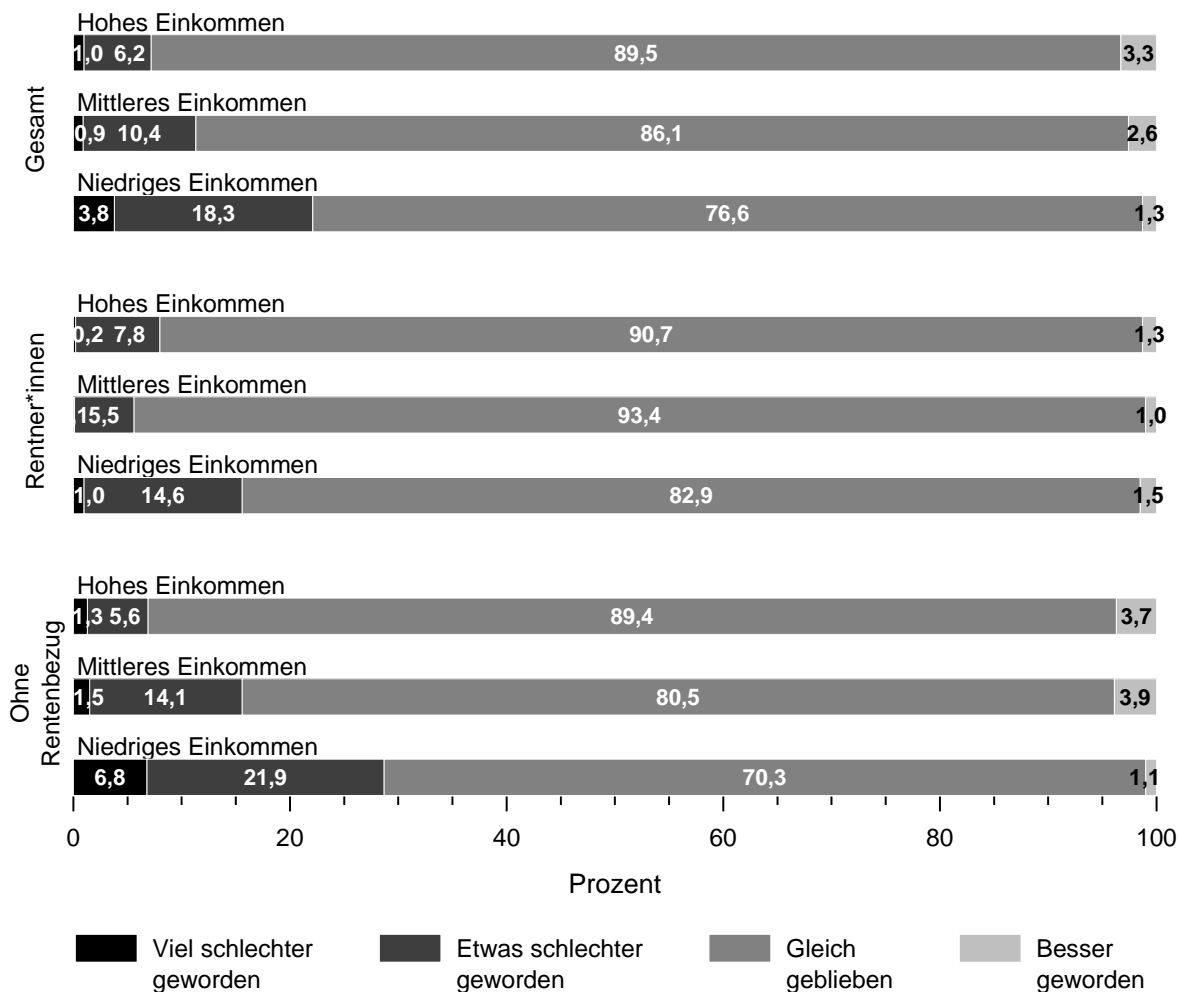 Gesamt
Hohes Einkommen
1,0 6,2 89,5 3,3
Mittleres Einkommen
0,9 10,4 86,1 2,6
Niedriges Einkommen
3,8 18,3 76,6 1,3
Rentner*innen
Hohes Einkommen
0,2 7,8 90,7 1,3
Mittleres Einkommen
5,5 93,4 1,0
Niedriges Einkommen
1,0 14,6 82,9 1,5
Ohne
Rentenbezug
Hohes Einkommen
1,3 5,6 89,4 3,7
Mittleres Einkommen
1,5 14,1 80,5 3,9
Niedriges Einkommen
6,8 21,9 70,3 1,1
0 20 40 60 80 100
Prozent
Viel schlechter
geworden
Etwas schlechter
geworden
Gleich
geblieben
Besser
geworden